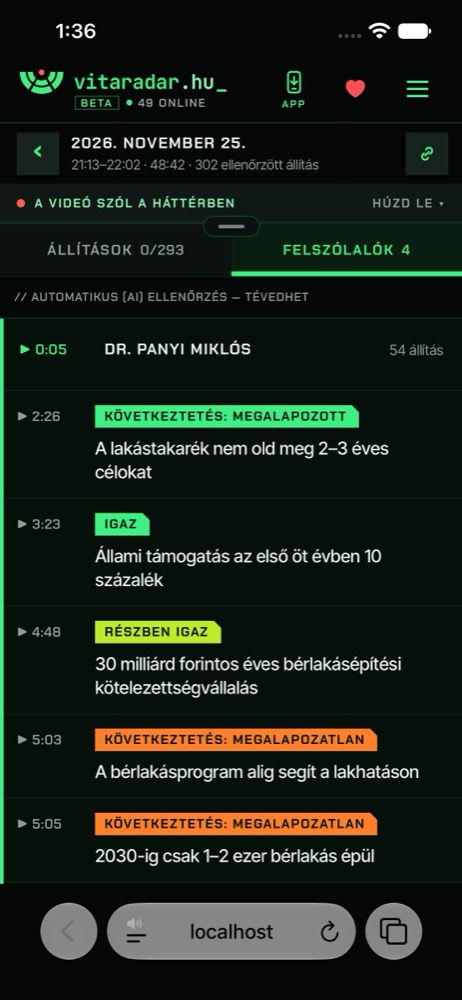 1:36
vitaradar.hu_
BETA 49 ONLINE
APP
2026. NOVEMBER 25.
21:13–22:02 · 48:42 · 302 ellenőrzött állítás
A VIDEÓ SZÓL A HÁTTÉRBEN
HÚZD LE
ÁLLÍTÁSOK 0/293
FELSZÓLALÓK 4
// AUTOMATIKUS (AI) ELLENŐRZÉS — TÉVEDHET
0:05 DR. PANYI MIKLÓS 54 állítás
2:26 KÖVETKEZTETÉS: MEGALAPOZOTT
A lakástakarék nem old meg 2–3 éves
célokat
3:23 IGAZ
Állami támogatás az első öt évben 10
százalék
4:48 RÉSZBEN IGAZ
30 milliárd forintos éves bérlakásépítési
kötelezettségvállalás
5:03 KÖVETKEZTETÉS: MEGALAPOZATLAN
A bérlakásprogram alig segít a lakhatáson
5:05 KÖVETKEZTETÉS: MEGALAPOZATLAN
2030-ig csak 1–2 ezer bérlakás épül
localhost